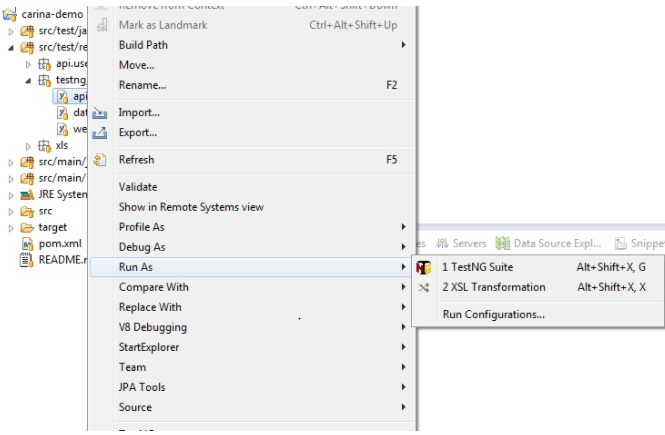 carina-demo
src/test/ja
src/test/re
api.use
testng_
api
dat
we
xls
src/main/j
src/main/
JRE System
src
target
pom.xml
README.r
Remove from Context Ctrl+Alt+Shift+Down
Mark as Landmark Ctrl+Alt+Shift+Up
Build Path
Move...
Rename... F2
Import...
Export...
Refresh F5
Validate
Show in Remote Systems view
Profile As
Debug As
Run As
Compare With
Replace With
V8 Debugging
StartExplorer
Team
JPA Tools
Source
es Servers Data Source Expl... Snippet
1 TestNG Suite Alt+Shift+X, G
2 XSL Transformation Alt+Shift+X, X
Run Configurations...